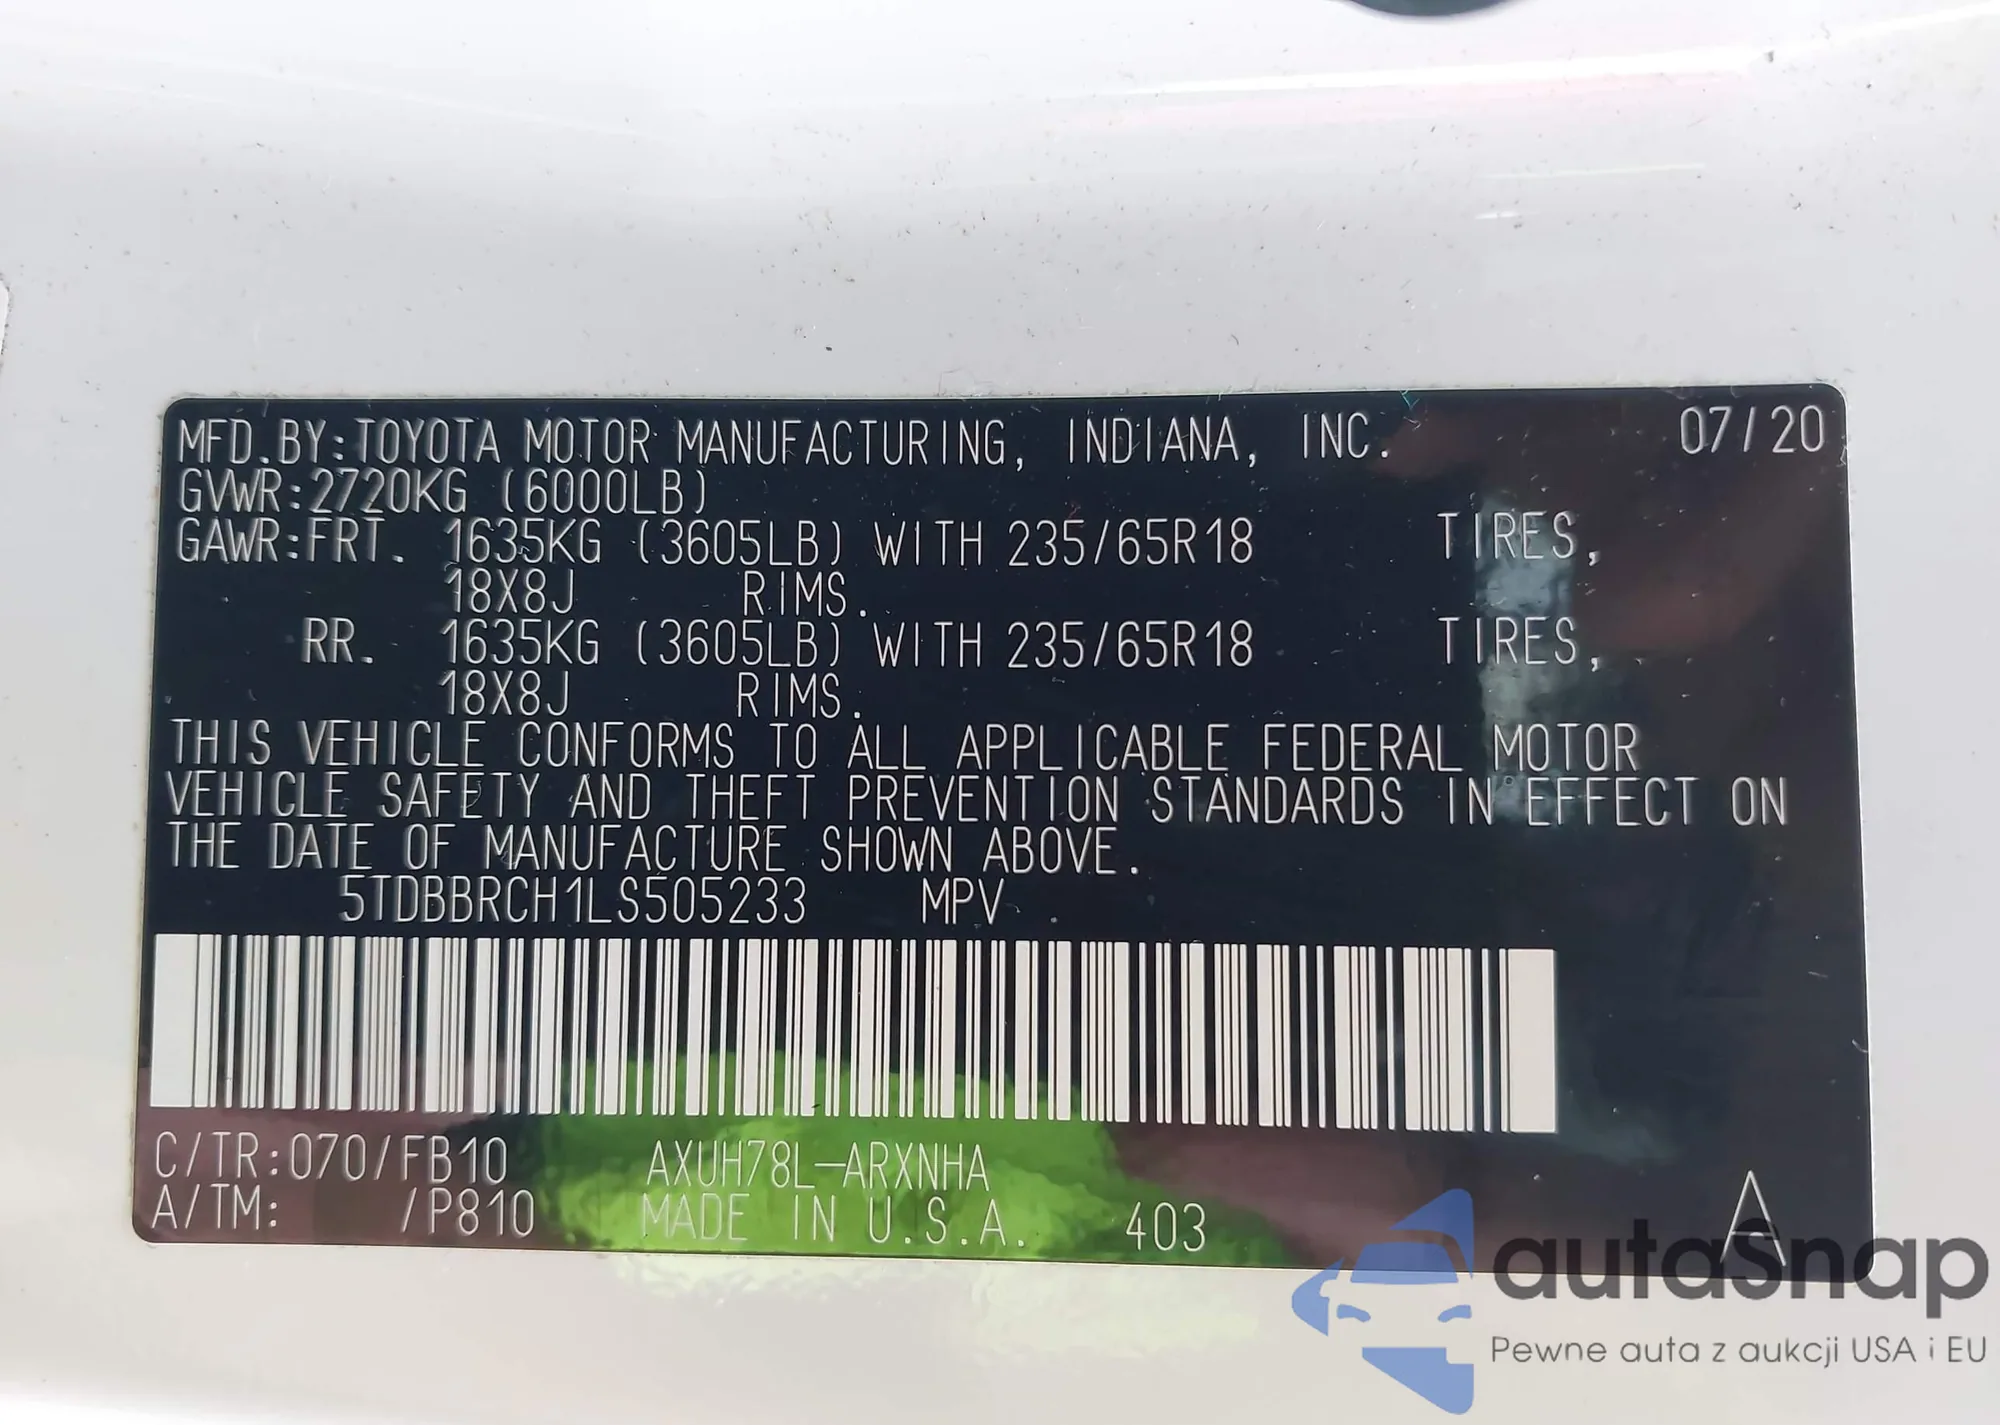 MFD.BY:TOYOTA MOTOR MANUFACTURING, INDIANA, INC. 07/20
GVWR:2720KG (6000LB)
GAWR:FRT. 1635KG (3605LB) WITH 235/65R18 TIRES,
18X8J RIMS.
RR. 1635KG (3605LB) WITH 235/65R18 TIRES,
18X8J RIMS.
THIS VEHICLE CONFORMS TO ALL APPLICABLE FEDERAL MOTOR
VEHICLE SAFETY AND THEFT PREVENTION STANDARDS IN EFFECT ON
THE DATE OF MANUFACTURE SHOWN ABOVE.
5TDBBRCH1LS505233 MPV
C/TR:070/FB10 AXUH78L-ARXNHA
A/TM: /P810 MADE IN U.S.A. 403 A
autoSnap
Pewne auta z aukcji USA i EU